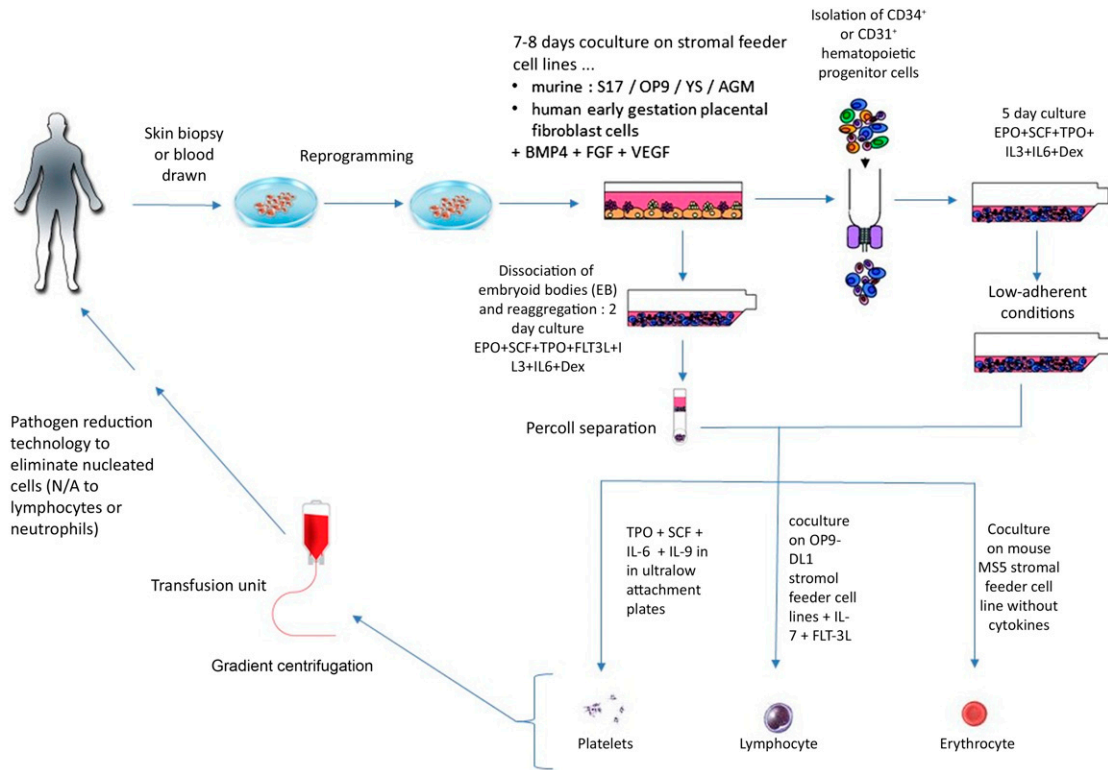 Skin biopsy
or blood
drawn
Reprogramming
7-8 days coculture on stromal feeder
cell lines ...
• murine : S17 / OP9 / YS / AGM
• human early gestation placental
fibroblast cells
+ BMP4 + FGF + VEGF
Isolation of CD34⁺
or CD31⁺
hematopoietic
progenitor cells
5 day culture
EPO+SCF+TPO+
IL3+IL6+Dex
Low-adherent
conditions
Dissociation of
embryoid bodies (EB)
and reaggregation : 2
day culture
EPO+SCF+TPO+FLT3L+I
L3+IL6+Dex
Percoll separation
TPO + SCF +
IL-6 + IL-9 in
in ultralow
attachment
plates
coculture
on OP9-
DL1
stromol
feeder cell
lines + IL-
7 + FLT-3L
Coculture
on mouse
MS5 stromal
feeder cell
line without
cytokines
Platelets
Lymphocyte
Erythrocyte
Pathogen reduction
technology to
eliminate nucleated
cells (N/A to
lymphocytes or
neutrophils)
Transfusion unit
Gradient centrifugation